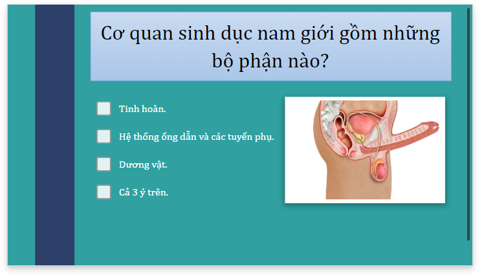 Cơ quan sinh dục nam giới gồm những
bộ phận nào?
Tinh hoàn.
Hệ thống ống dẫn và các tuyến phụ.
Dương vật.
Cả 3 ý trên.